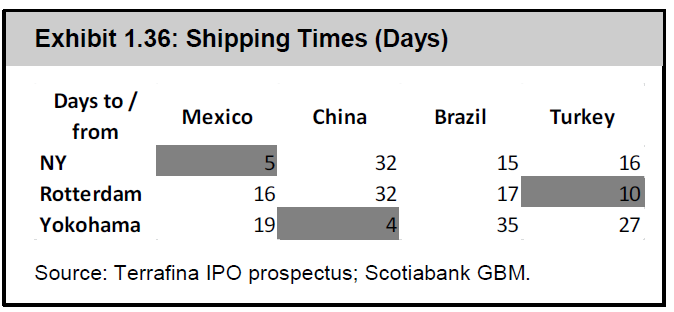 Exhibit 1.36: Shipping Times (Days)
Days to / from Mexico China Brazil Turkey
NY 5 32 15 16
Rotterdam 16 32 17 10
Yokohama 19 4 35 27
Source: Terrafina IPO prospectus; Scotiabank GBM.